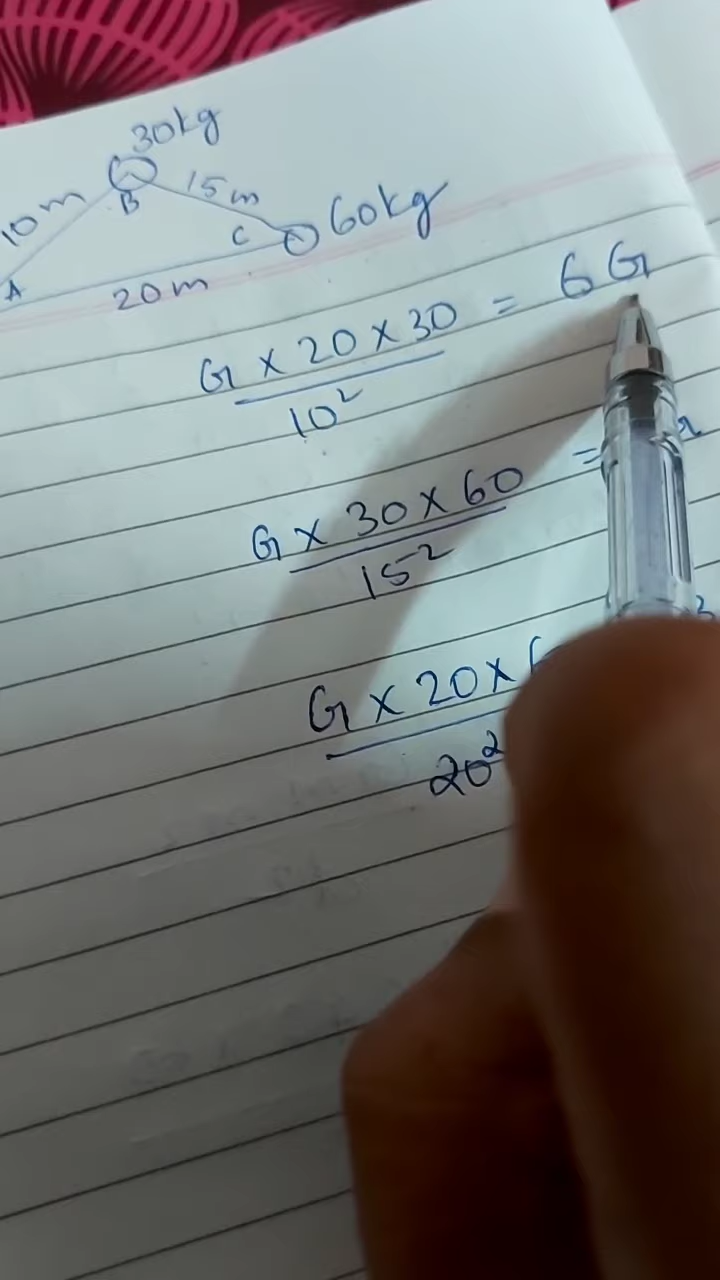 30kg
10m B 15m
C 60kg
A 20m
G × 20 × 30 = 6G
10²
G × 30 × 60 =
15²
G × 20 ×
20²